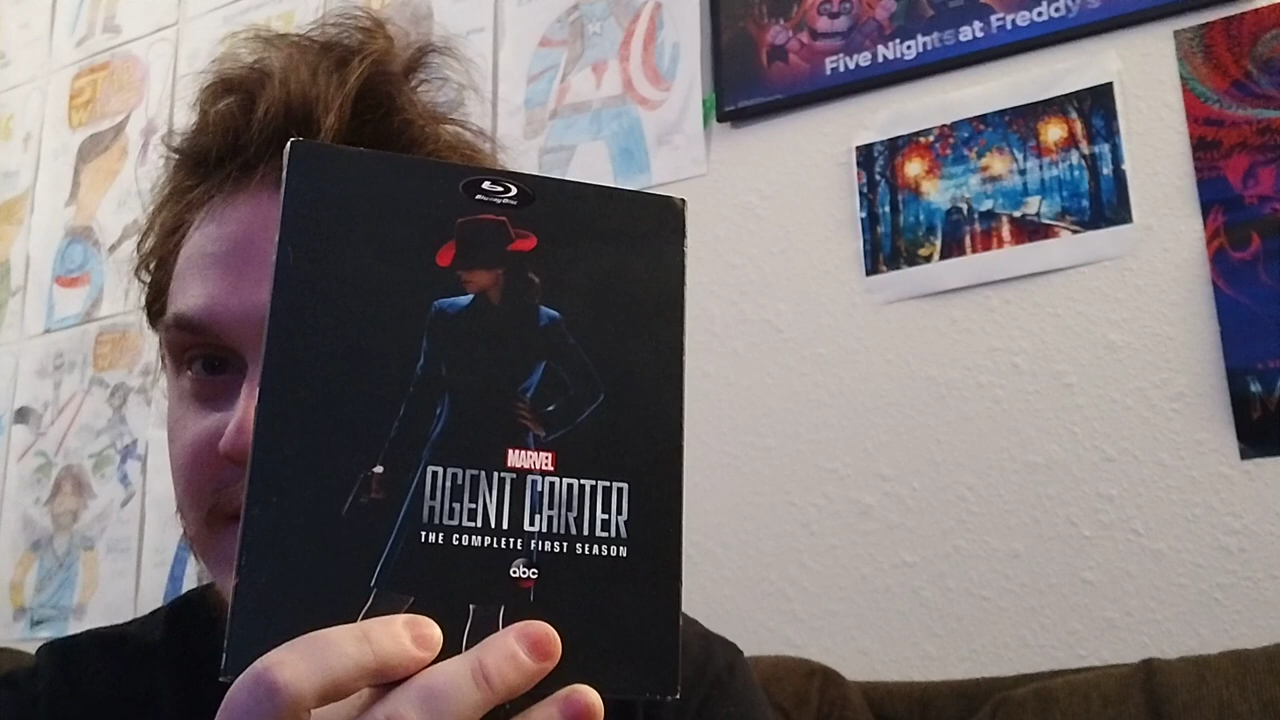 Five Nights at Freddy's
Blu-ray Disc
MARVEL
AGENT CARTER
THE COMPLETE FIRST SEASON
abc